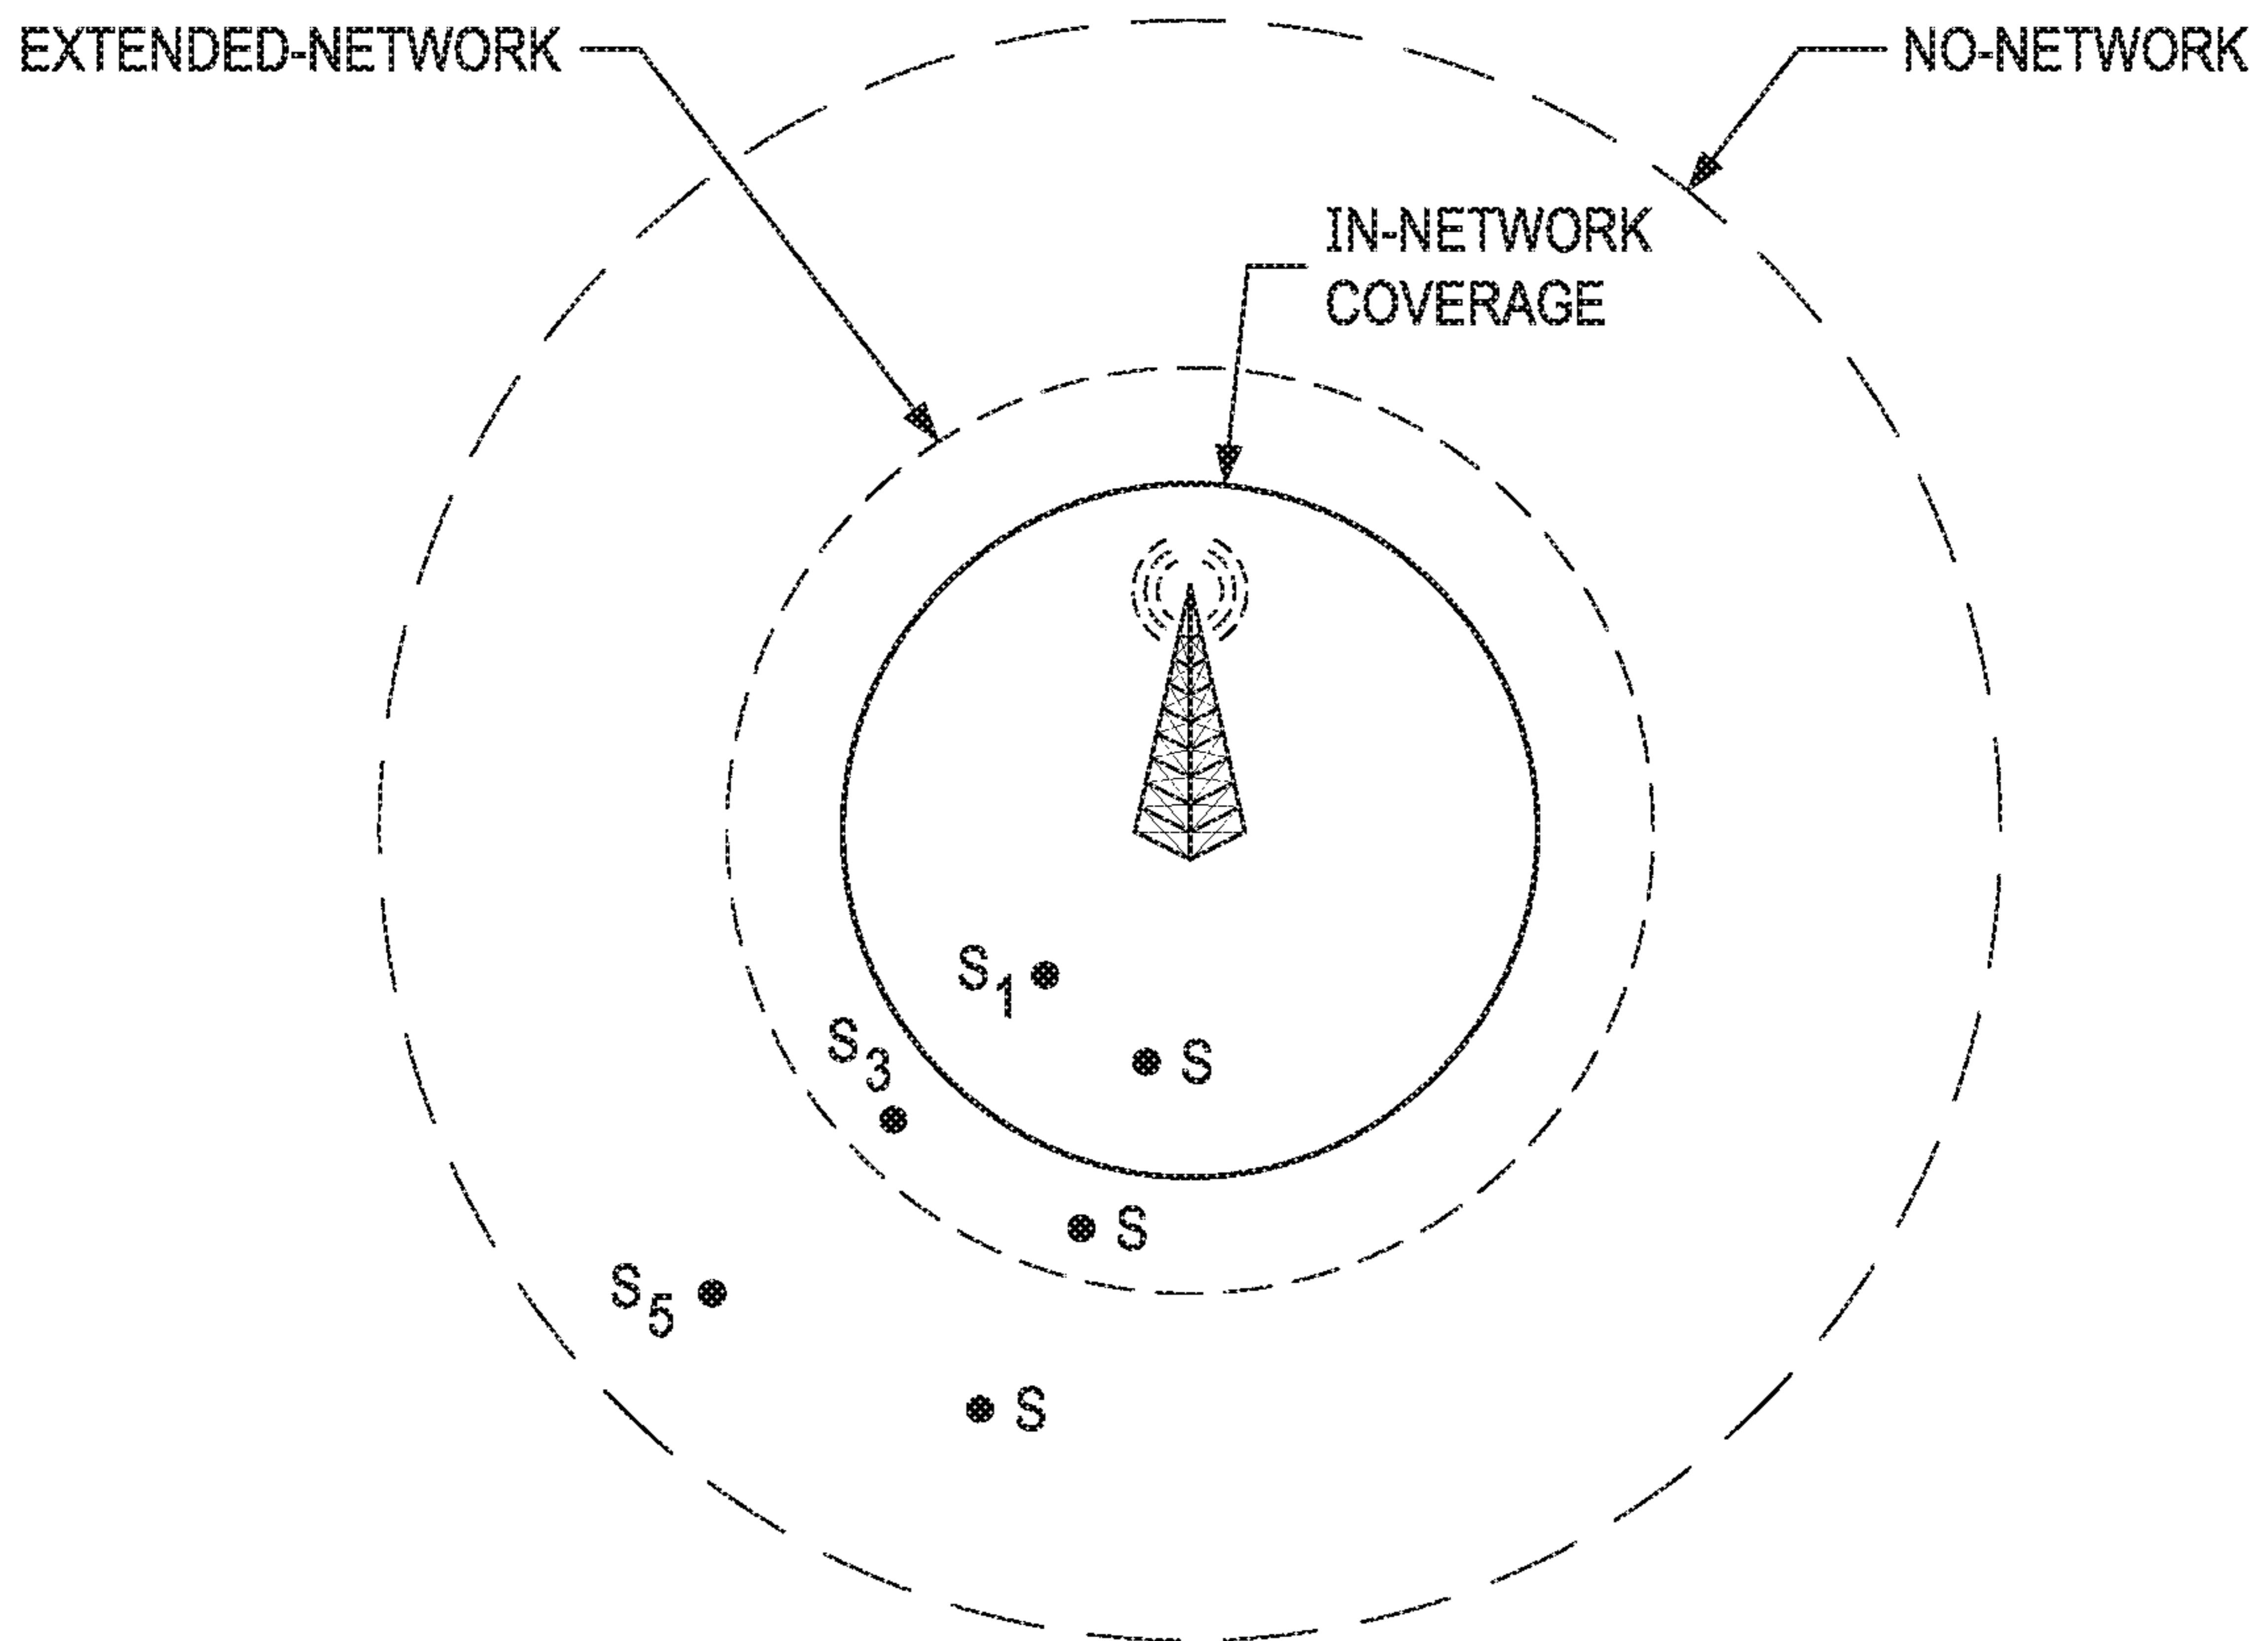 EXTENDED-NETWORK
NO-NETWORK
IN-NETWORK
COVERAGE
S1
S
S3
S
S5
S